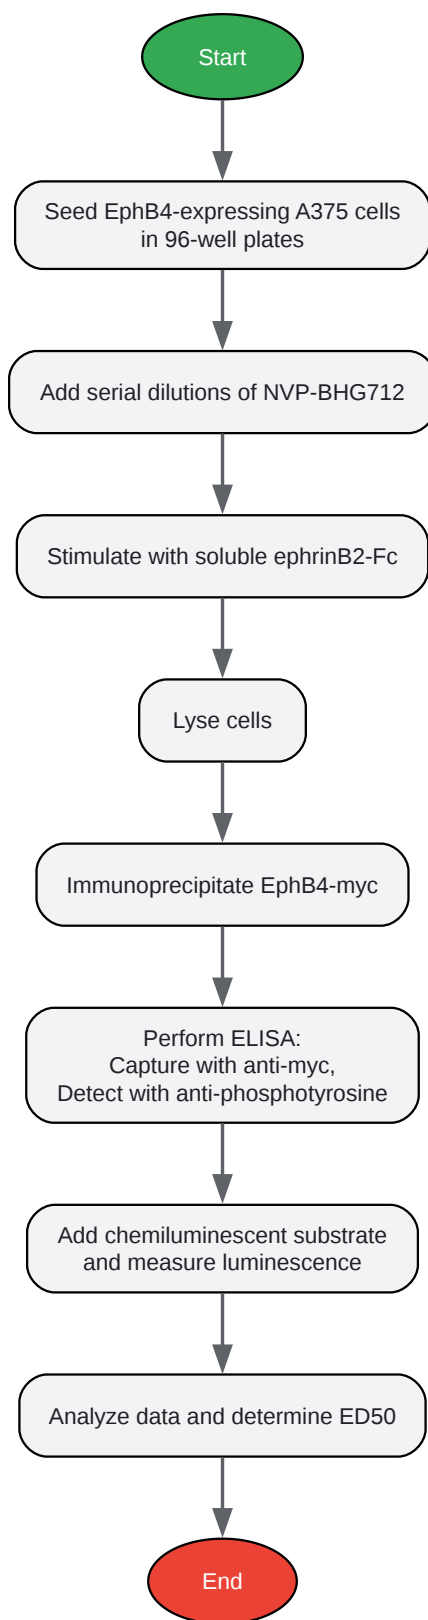 Start
Seed EphB4-expressing A375 cells
in 96-well plates
Add serial dilutions of NVP-BHG712
Stimulate with soluble ephrinB2-Fc
Lyse cells
Immunoprecipitate EphB4-myc
Perform ELISA:
Capture with anti-myc,
Detect with anti-phosphotyrosine
Add chemiluminescent substrate
and measure luminescence
Analyze data and determine ED50
End